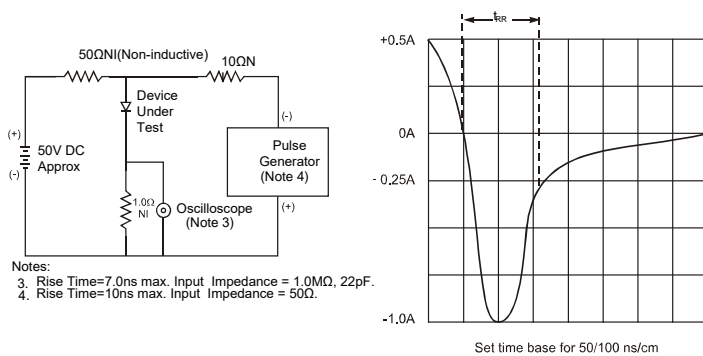 50ΩNI(Non-inductive)
10ΩN
Device
Under
Test
(+)
50V DC
Approx
(-)
1.0Ω
NI
Oscilloscope
(Note 3)
(-)
Pulse
Generator
(Note 4)
(+)
Notes:
3. Rise Time=7.0ns max. Input Impedance = 1.0MΩ, 22pF.
4. Rise Time=10ns max. Input Impedance = 50Ω.
tRR
+0.5A
0A
- 0.25A
-1.0A
Set time base for 50/100 ns/cm